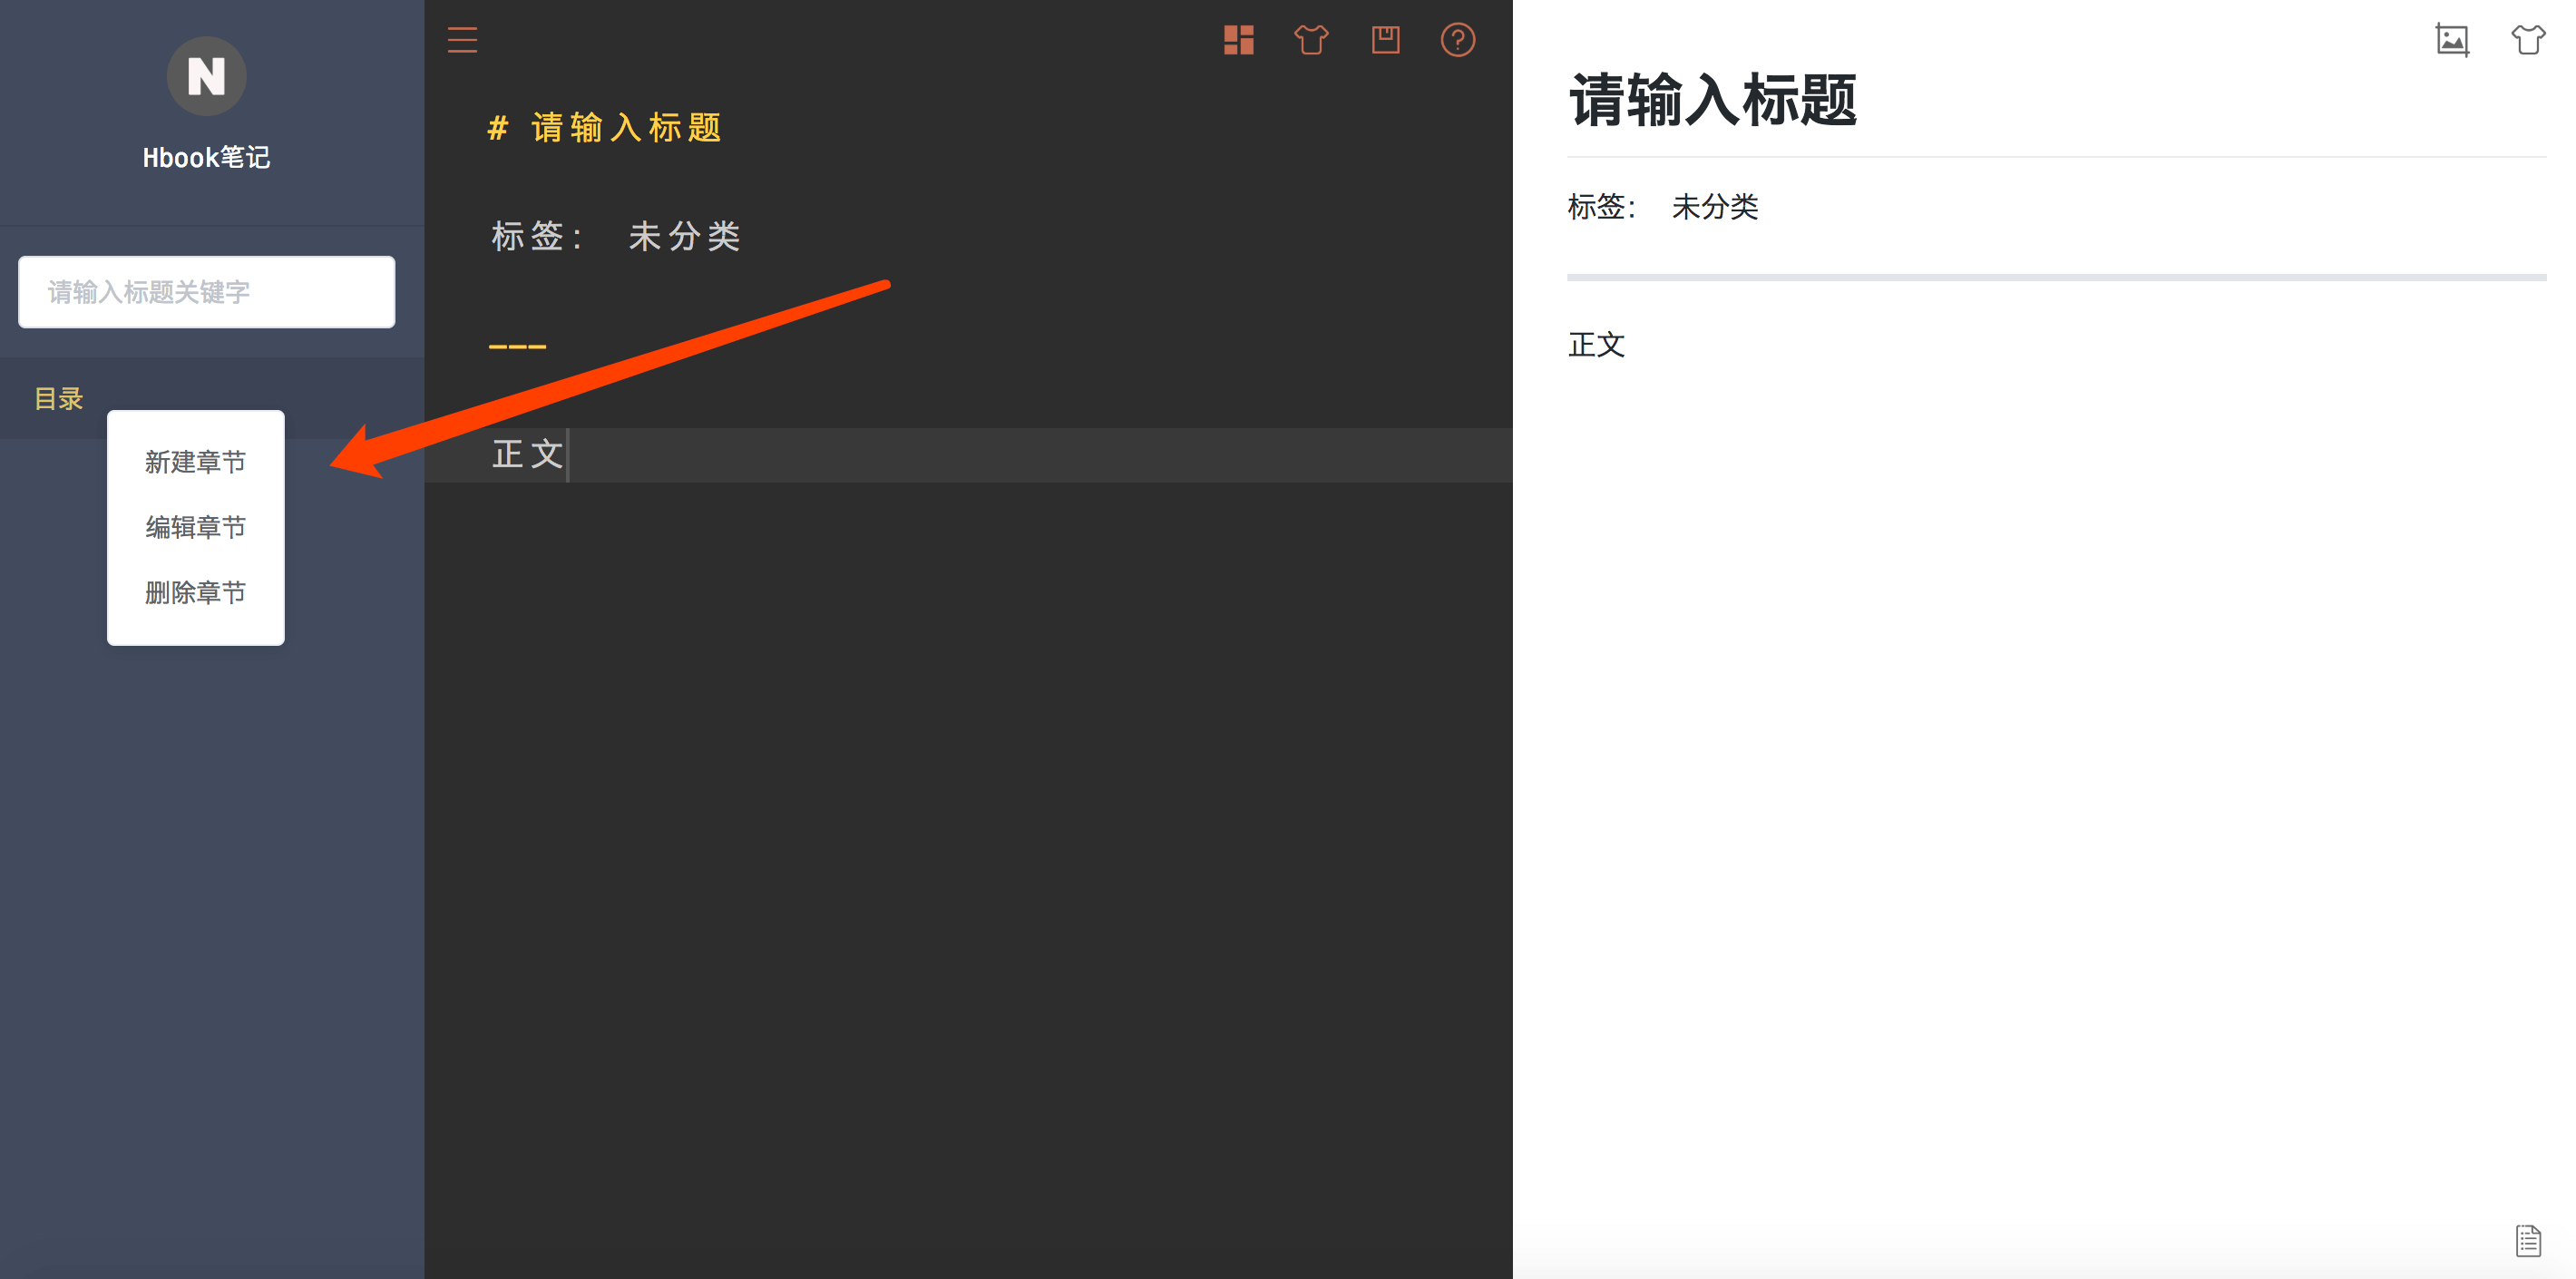 N
Hbook笔记
请输入标题关键字
目录
新建章节
编辑章节
删除章节
# 请输入标题
标签: 未分类
---
正文
请输入标题
标签: 未分类
正文